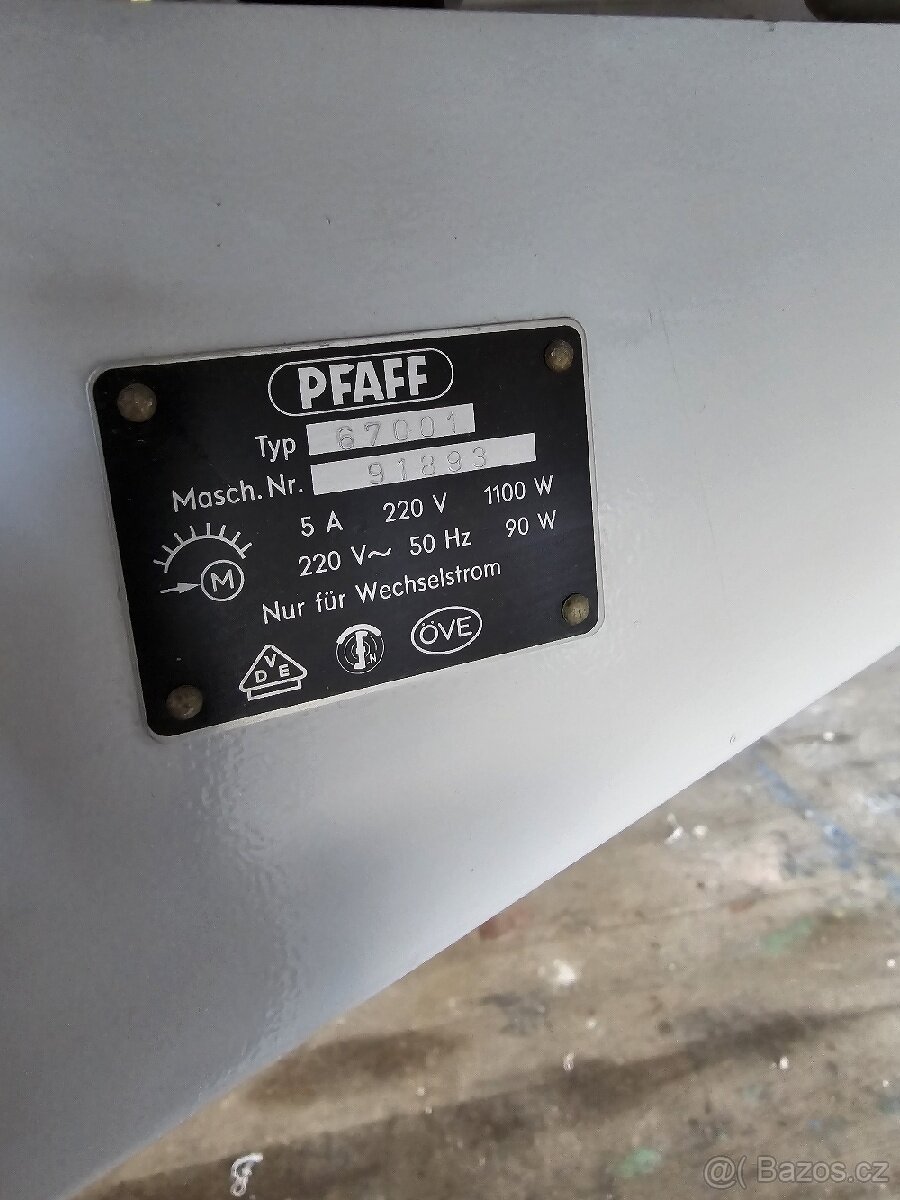 PFAFF
Typ 67001
Masch. Nr. 91893
5 A 220 V 1100 W
220 V~ 50 Hz 90 W
M
Nur für Wechselstrom
VDE
N
ÖVE
@( Bazos.cz